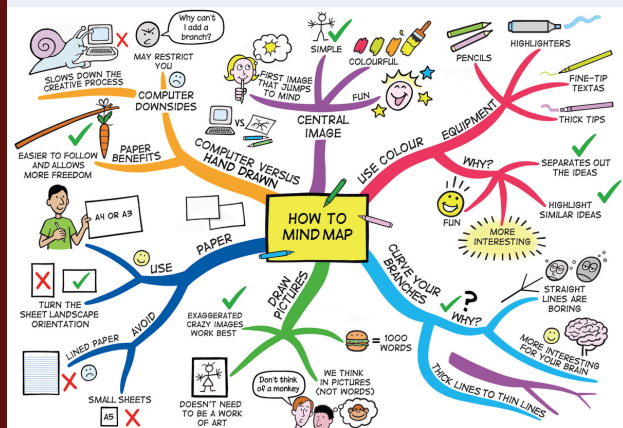 HOW TO
MIND MAP
CENTRAL
IMAGE
SIMPLE
COLOURFUL
FUN
FIRST IMAGE
THAT JUMPS
TO MIND
USE COLOUR
EQUIPMENT
PENCILS
HIGHLIGHTERS
FINE-TIP
TEXTAS
THICK TIPS
WHY?
SEPARATES OUT
THE IDEAS
HIGHLIGHT
SIMILAR IDEAS
MORE
INTERESTING
FUN
CURVE YOUR
BRANCHES
?
WHY?
STRAIGHT
LINES ARE
BORING
MORE INTERESTING
FOR YOUR BRAIN
THICK LINES TO THIN LINES
DRAW
PICTURES
= 1000
WORDS
WE THINK
IN PICTURES
(NOT WORDS)
Don't think
of a monkey
DOESN'T NEED
TO BE A WORK
OF ART
EXAGGERATED
CRAZY IMAGES
WORK BEST
PAPER
USE
A4 OR A3
TURN THE
SHEET LANDSCAPE
ORIENTATION
AVOID
LINED PAPER
SMALL SHEETS
A5
COMPUTER VERSUS
HAND DRAWN
VS
PAPER
BENEFITS
EASIER TO FOLLOW
AND ALLOWS
MORE FREEDOM
COMPUTER
DOWNSIDES
SLOWS DOWN THE
CREATIVE PROCESS
MAY RESTRICT
YOU
Why can't
I add a
branch?